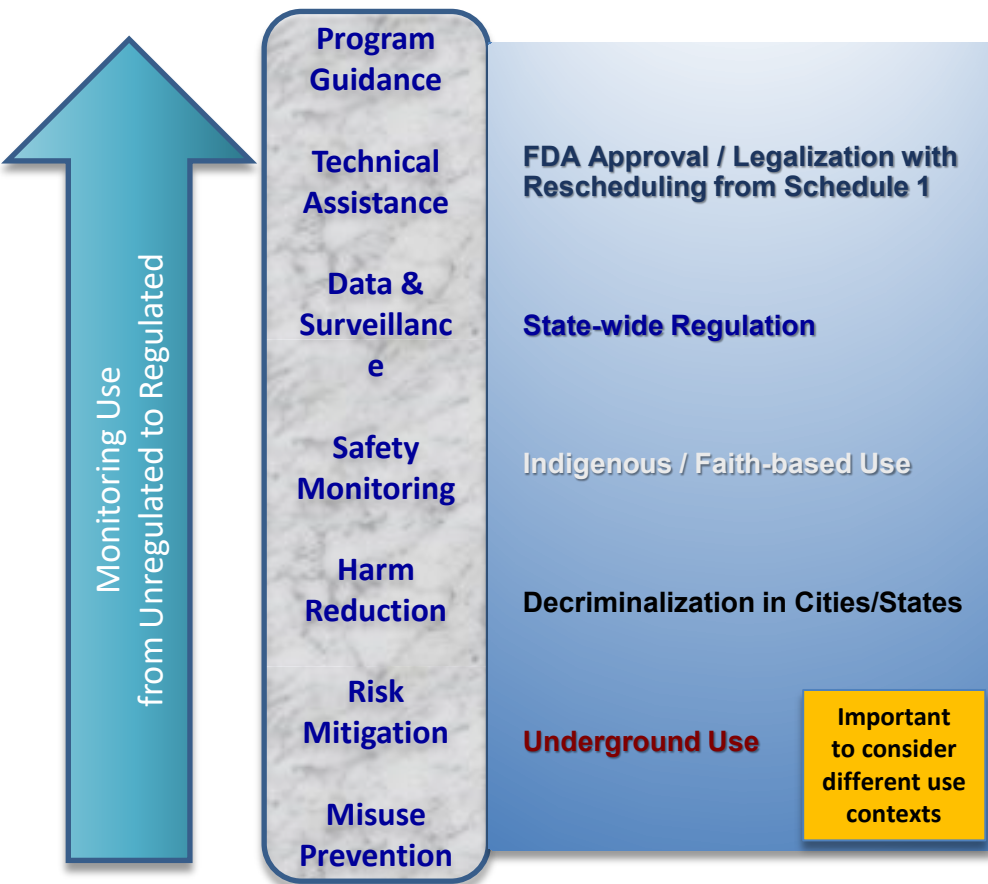 Monitoring Use
from Unregulated to Regulated
Program
Guidance
Technical
Assistance
Data &
Surveillanc
e
Safety
Monitoring
Harm
Reduction
Risk
Mitigation
Misuse
Prevention
FDA Approval / Legalization with
Rescheduling from Schedule 1
State-wide Regulation
Indigenous / Faith-based Use
Decriminalization in Cities/States
Underground Use
Important
to consider
different use
contexts